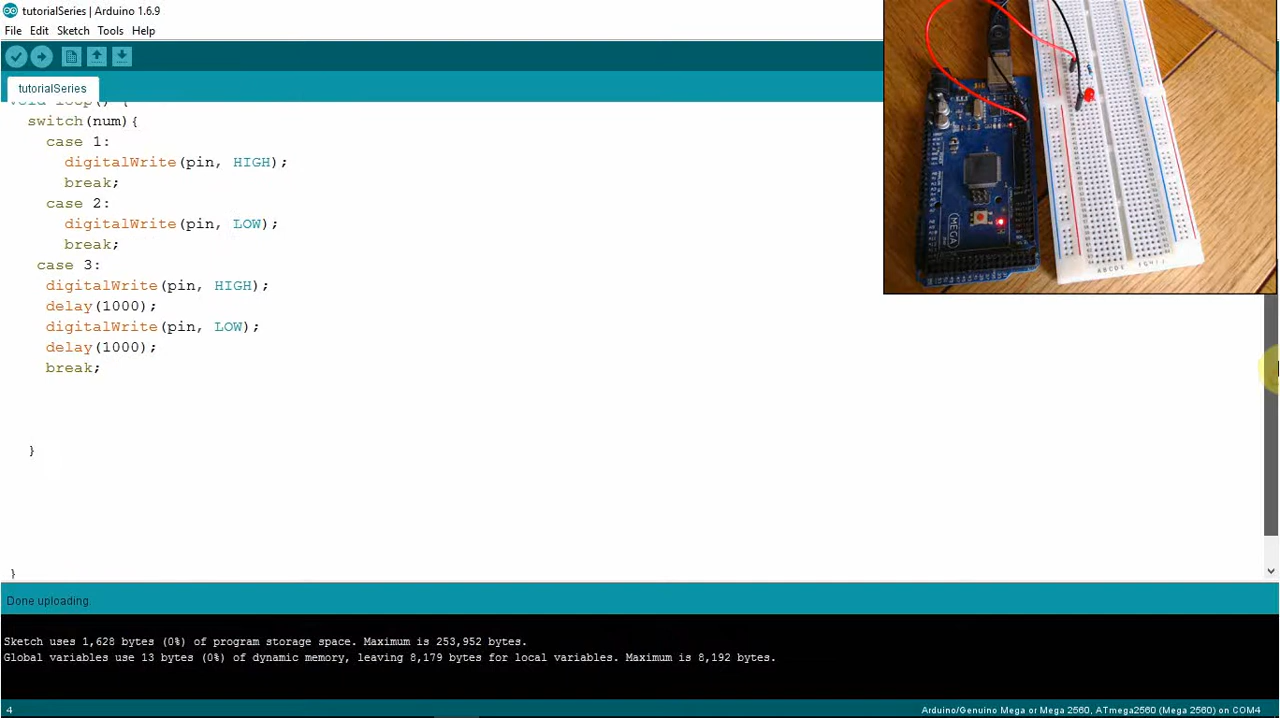 tutorialSeries | Arduino 1.6.9
File Edit Sketch Tools Help
tutorialSeries
void loop() {
switch(num){
case 1:
digitalWrite(pin, HIGH);
break;
case 2:
digitalWrite(pin, LOW);
break;
case 3:
digitalWrite(pin, HIGH);
delay(1000);
digitalWrite(pin, LOW);
delay(1000);
break;
}
}
MEGA
Done uploading.
Sketch uses 1,628 bytes (0%) of program storage space. Maximum is 253,952 bytes.
Global variables use 13 bytes (0%) of dynamic memory, leaving 8,179 bytes for local variables. Maximum is 8,192 bytes.
4
Arduino/Genuino Mega or Mega 2560, ATmega2560 (Mega 2560) on COM4